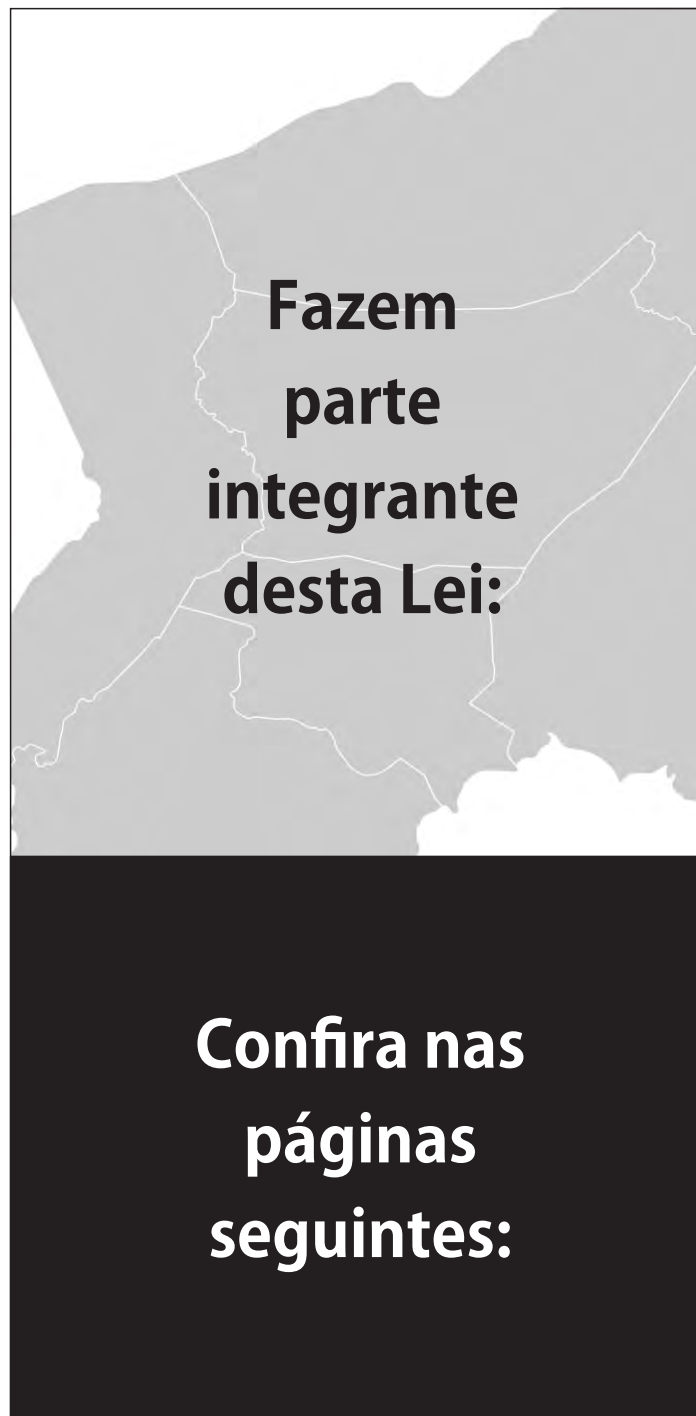 Fazem
parte
integrante
desta Lei:
Confira nas
páginas
seguintes: